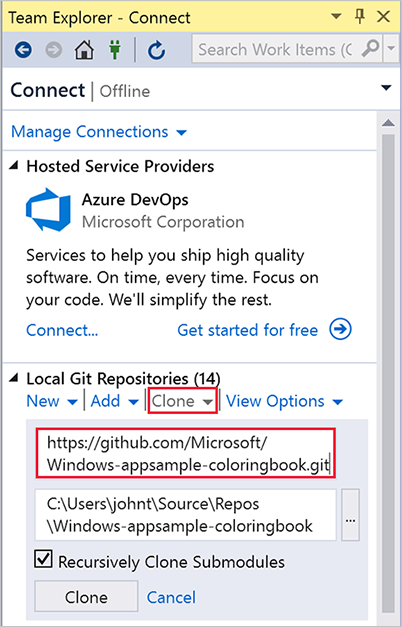 Team Explorer - Connect
Search Work Items (C
Connect | Offline
Manage Connections
Hosted Service Providers
Azure DevOps
Microsoft Corporation
Services to help you ship high quality
software. On time, every time. Focus on
your code. We'll simplify the rest.
Connect... Get started for free
Local Git Repositories (14)
New Add Clone View Options
https://github.com/Microsoft/
Windows-appsample-coloringbook.git
C:\Users\johnt\Source\Repos
\Windows-appsample-coloringbook
...
Recursively Clone Submodules
Clone Cancel